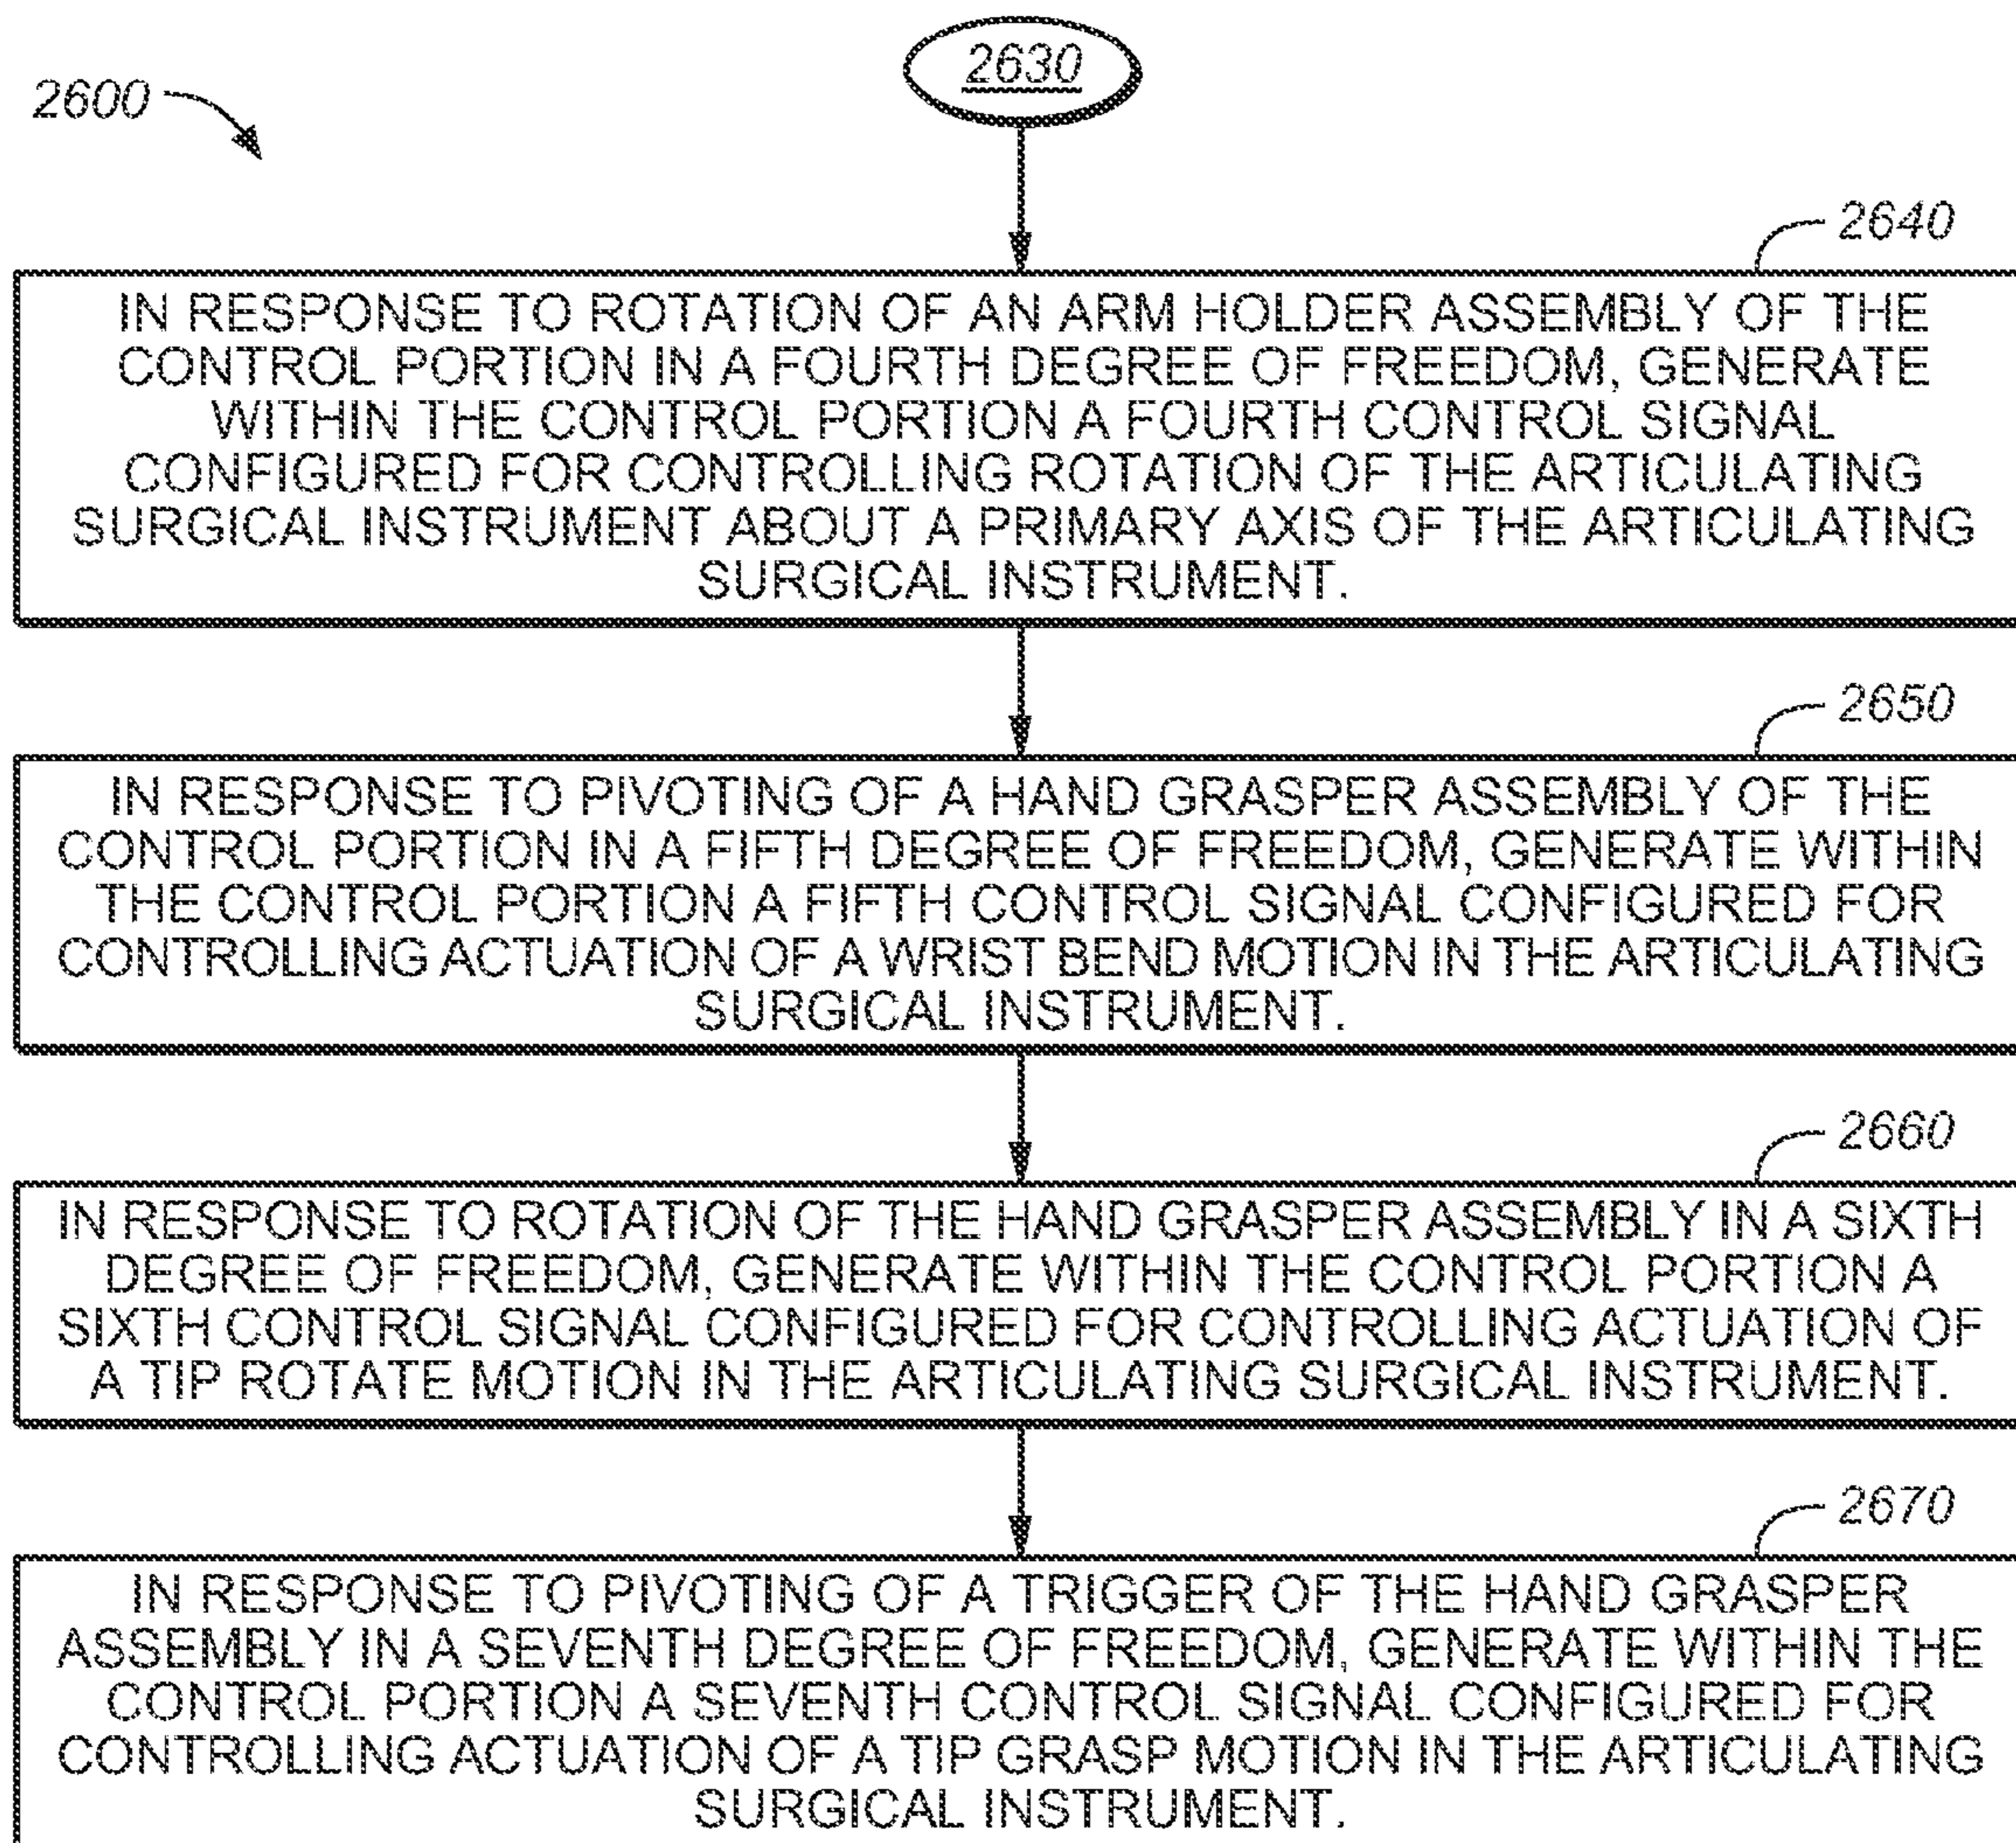 2630
2600
2640
IN RESPONSE TO ROTATION OF AN ARM HOLDER ASSEMBLY OF THE
CONTROL PORTION IN A FOURTH DEGREE OF FREEDOM, GENERATE
WITHIN THE CONTROL PORTION A FOURTH CONTROL SIGNAL
CONFIGURED FOR CONTROLLING ROTATION OF THE ARTICULATING
SURGICAL INSTRUMENT ABOUT A PRIMARY AXIS OF THE ARTICULATING
SURGICAL INSTRUMENT.
2650
IN RESPONSE TO PIVOTING OF A HAND GRASPER ASSEMBLY OF THE
CONTROL PORTION IN A FIFTH DEGREE OF FREEDOM, GENERATE WITHIN
THE CONTROL PORTION A FIFTH CONTROL SIGNAL CONFIGURED FOR
CONTROLLING ACTUATION OF A WRIST BEND MOTION IN THE ARTICULATING
SURGICAL INSTRUMENT.
2660
IN RESPONSE TO ROTATION OF THE HAND GRASPER ASSEMBLY IN A SIXTH
DEGREE OF FREEDOM, GENERATE WITHIN THE CONTROL PORTION A
SIXTH CONTROL SIGNAL CONFIGURED FOR CONTROLLING ACTUATION OF
A TIP ROTATE MOTION IN THE ARTICULATING SURGICAL INSTRUMENT.
2670
IN RESPONSE TO PIVOTING OF A TRIGGER OF THE HAND GRASPER
ASSEMBLY IN A SEVENTH DEGREE OF FREEDOM, GENERATE WITHIN THE
CONTROL PORTION A SEVENTH CONTROL SIGNAL CONFIGURED FOR
CONTROLLING ACTUATION OF A TIP GRASP MOTION IN THE ARTICULATING
SURGICAL INSTRUMENT.